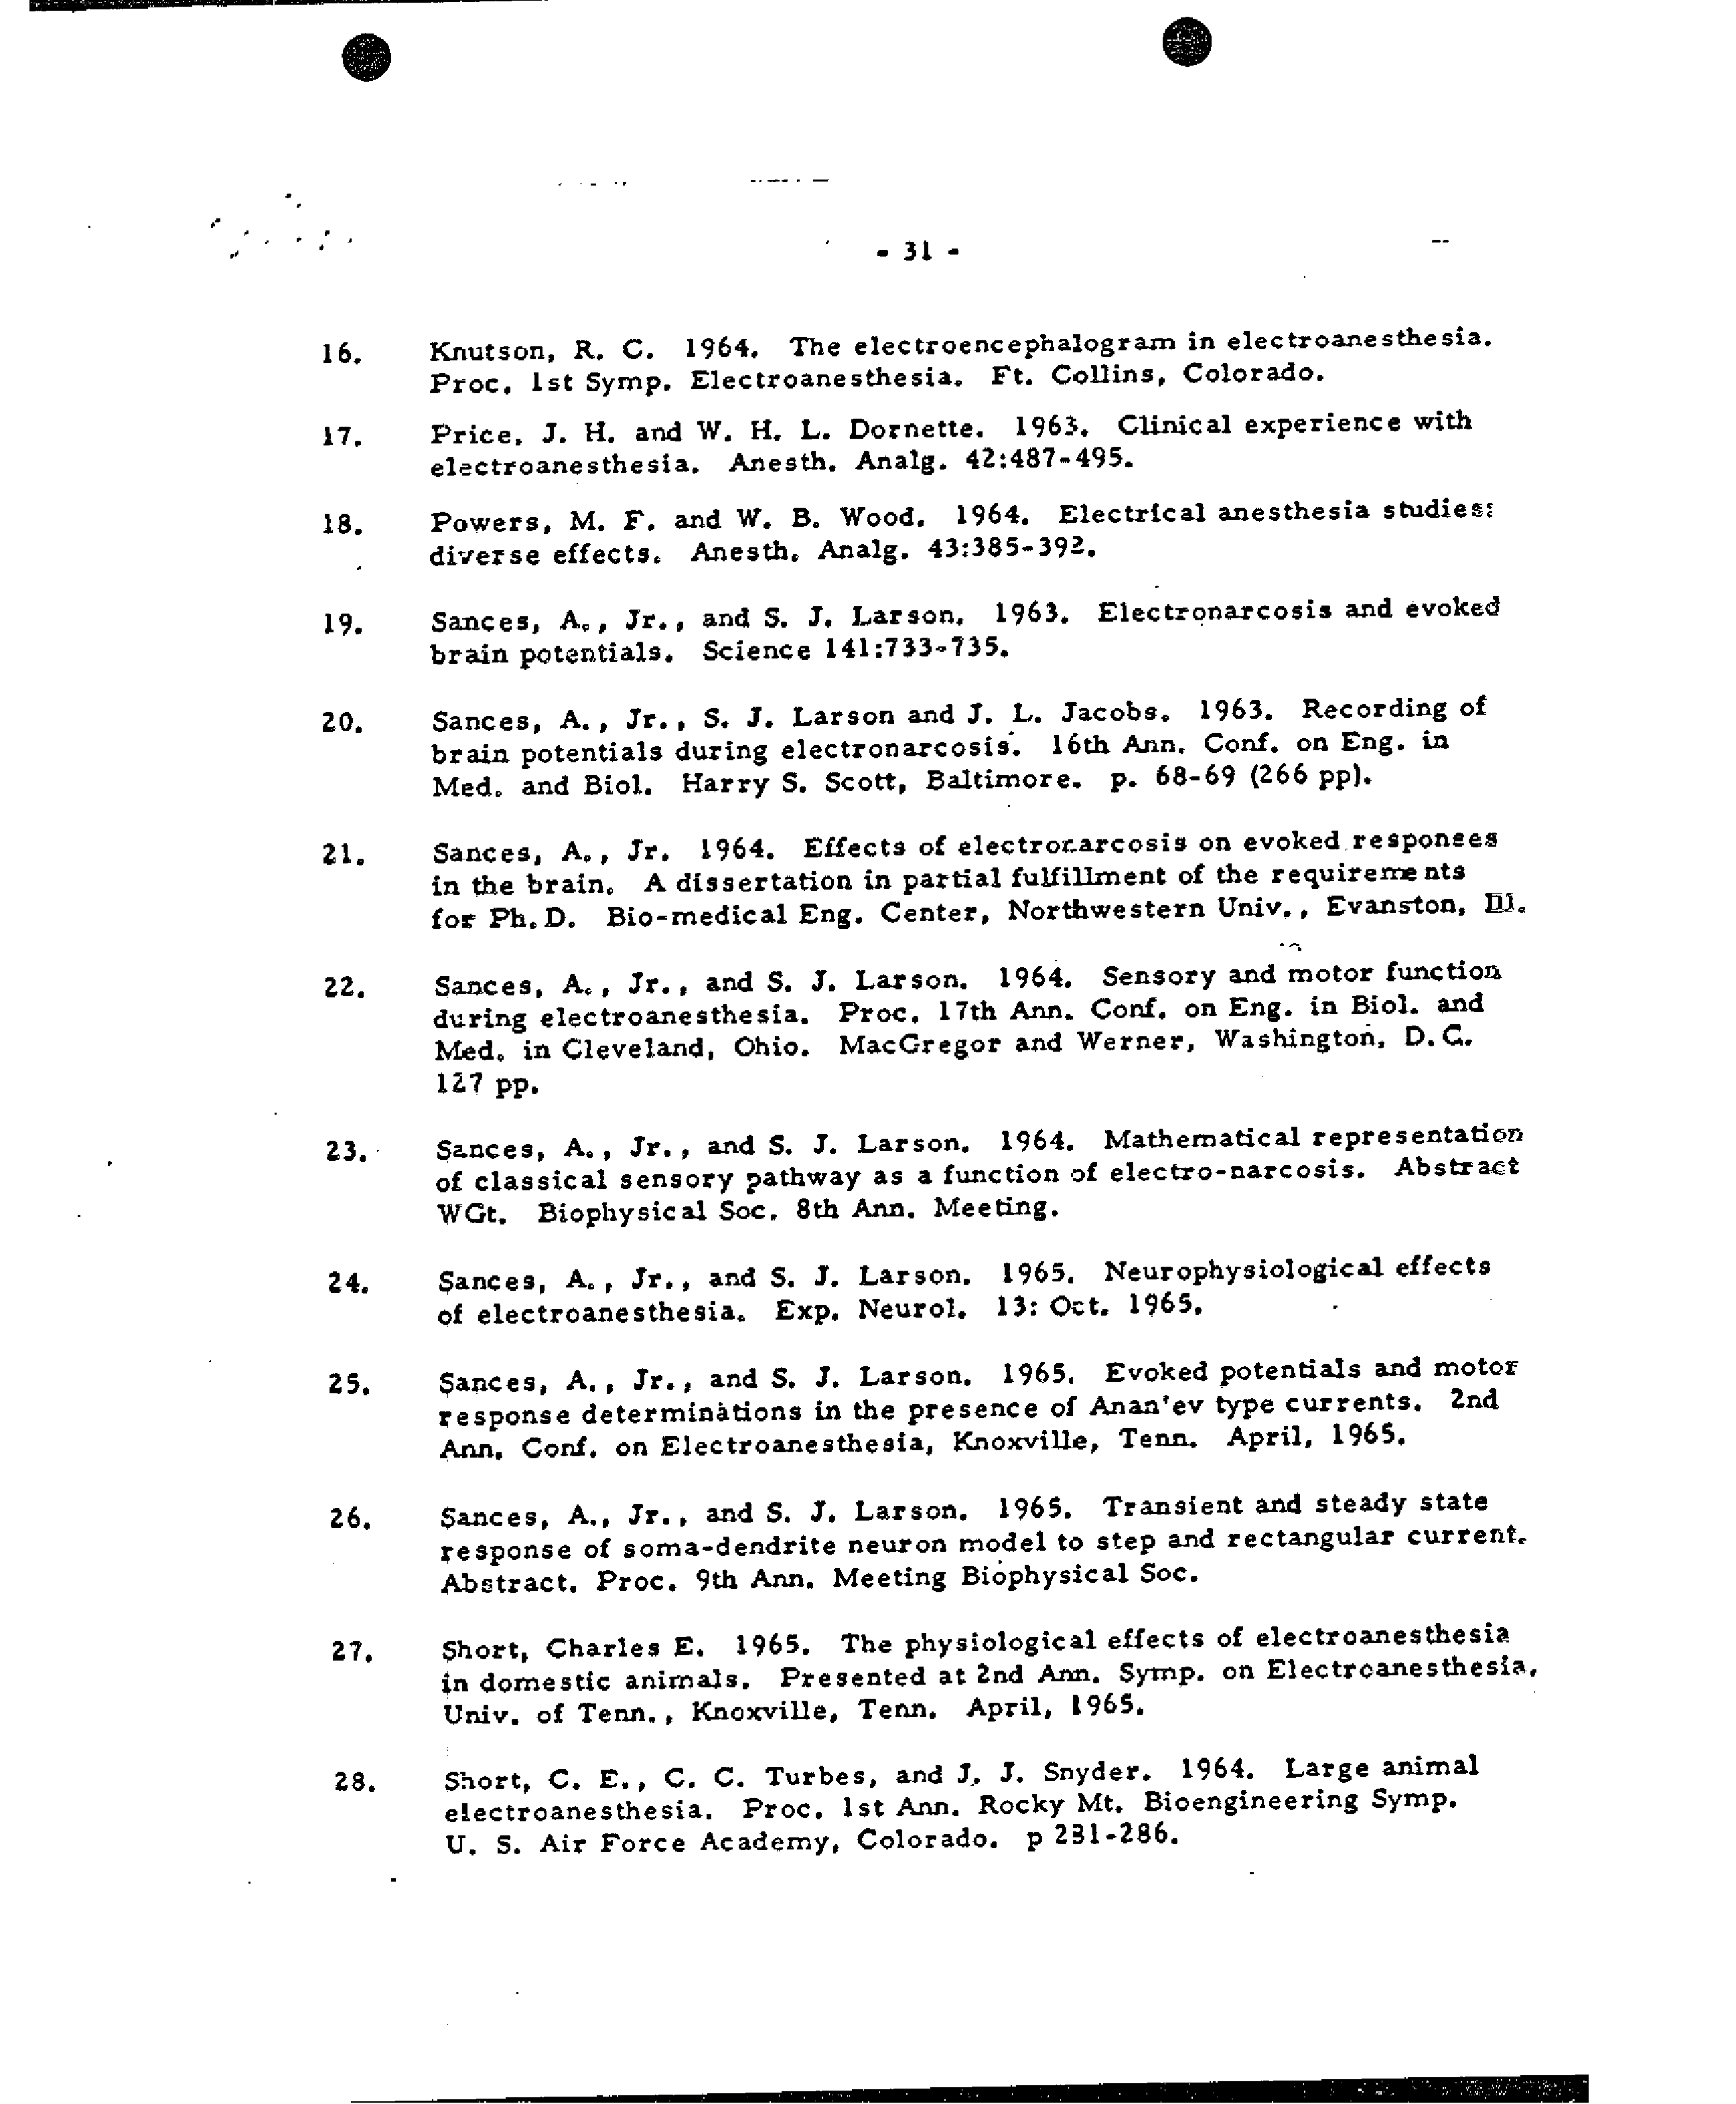 - 31 -
16. Knutson, R. C. 1964. The electroencephalogram in electroanesthesia.
Proc. 1st Symp. Electroanesthesia. Ft. Collins, Colorado.
17. Price, J. H. and W. H. L. Dornette. 1963. Clinical experience with
electroanesthesia. Anesth. Analg. 42:487-495.
18. Powers, M. F. and W. B. Wood. 1964. Electrical anesthesia studies:
diverse effects. Anesth. Analg. 43:385-392.
19. Sances, A., Jr., and S. J. Larson. 1963. Electronarcosis and evoked
brain potentials. Science 141:733-735.
20. Sances, A., Jr., S. J. Larson and J. L. Jacobs. 1963. Recording of
brain potentials during electronarcosis. 16th Ann. Conf. on Eng. in
Med. and Biol. Harry S. Scott, Baltimore. p. 68-69 (266 pp).
21. Sances, A., Jr. 1964. Effects of electronarcosis on evoked responses
in the brain. A dissertation in partial fulfillment of the requirements
for Ph.D. Bio-medical Eng. Center, Northwestern Univ., Evanston, Ill.
22. Sances, A., Jr., and S. J. Larson. 1964. Sensory and motor function
during electroanesthesia. Proc. 17th Ann. Conf. on Eng. in Biol. and
Med. in Cleveland, Ohio. MacGregor and Werner, Washington, D.C.
127 pp.
23. Sances, A., Jr., and S. J. Larson. 1964. Mathematical representation
of classical sensory pathway as a function of electro-narcosis. Abstract
WGt. Biophysical Soc. 8th Ann. Meeting.
24. Sances, A., Jr., and S. J. Larson. 1965. Neurophysiological effects
of electroanesthesia. Exp. Neurol. 13: Oct. 1965.
25. Sances, A., Jr., and S. J. Larson. 1965. Evoked potentials and motor
response determinations in the presence of Anan'ev type currents. 2nd
Ann. Conf. on Electroanesthesia, Knoxville, Tenn. April, 1965.
26. Sances, A., Jr., and S. J. Larson. 1965. Transient and steady state
response of soma-dendrite neuron model to step and rectangular current.
Abstract. Proc. 9th Ann. Meeting Biophysical Soc.
27. Short, Charles E. 1965. The physiological effects of electroanesthesia
in domestic animals. Presented at 2nd Ann. Symp. on Electroanesthesia,
Univ. of Tenn., Knoxville, Tenn. April, 1965.
28. Short, C. E., C. C. Turbes, and J. J. Snyder. 1964. Large animal
electroanesthesia. Proc. 1st Ann. Rocky Mt. Bioengineering Symp.
U. S. Air Force Academy, Colorado. p